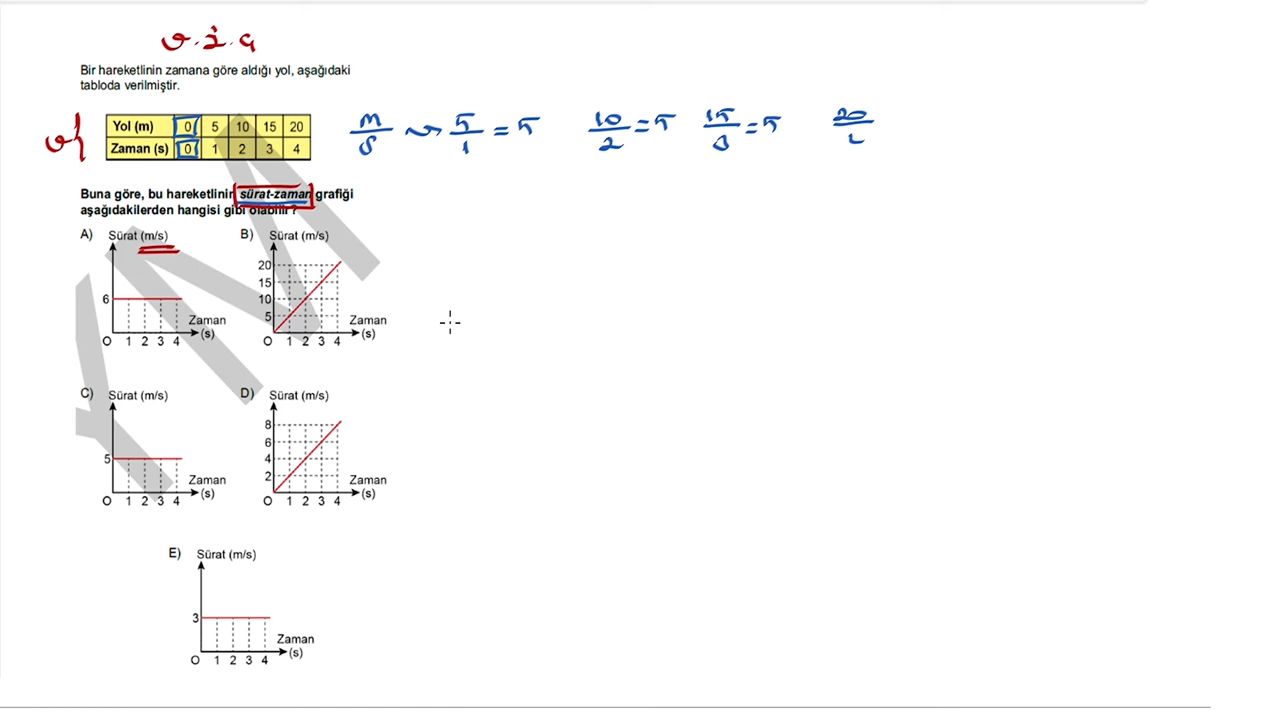 Bir hareketlinin zamana göre aldığı yol, aşağıdaki
tabloda verilmiştir.
Yol (m) 0 5 10 15 20
Zaman (s) 0 1 2 3 4
m/s 5/1 = 5 10/2 = 5 15/3 = 5 20
Buna göre, bu hareketlinin sürat-zaman grafiği
aşağıdakilerden hangisi gibi olabilir?
A) Sürat (m/s)
6
Zaman
(s)
O 1 2 3 4
B) Sürat (m/s)
20
15
10
5
Zaman
(s)
O 1 2 3 4
C) Sürat (m/s)
5
Zaman
(s)
O 1 2 3 4
D) Sürat (m/s)
8
6
4
2
Zaman
(s)
O 1 2 3 4
E) Sürat (m/s)
3
Zaman
(s)
O 1 2 3 4